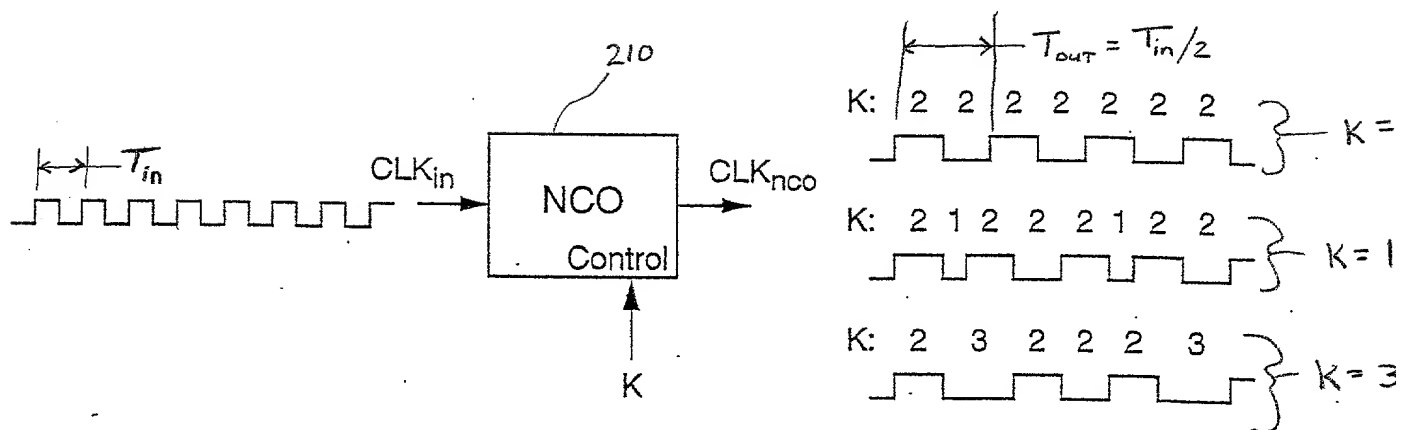 210
T_out = T_in/2
K: 2 2 2 2 2 2 2
K =
T_in
CLK_in
NCO
Control
CLK_nco
K: 2 1 2 2 2 1 2 2
K = 1
K: 2 3 2 2 2 3
K = 3
K